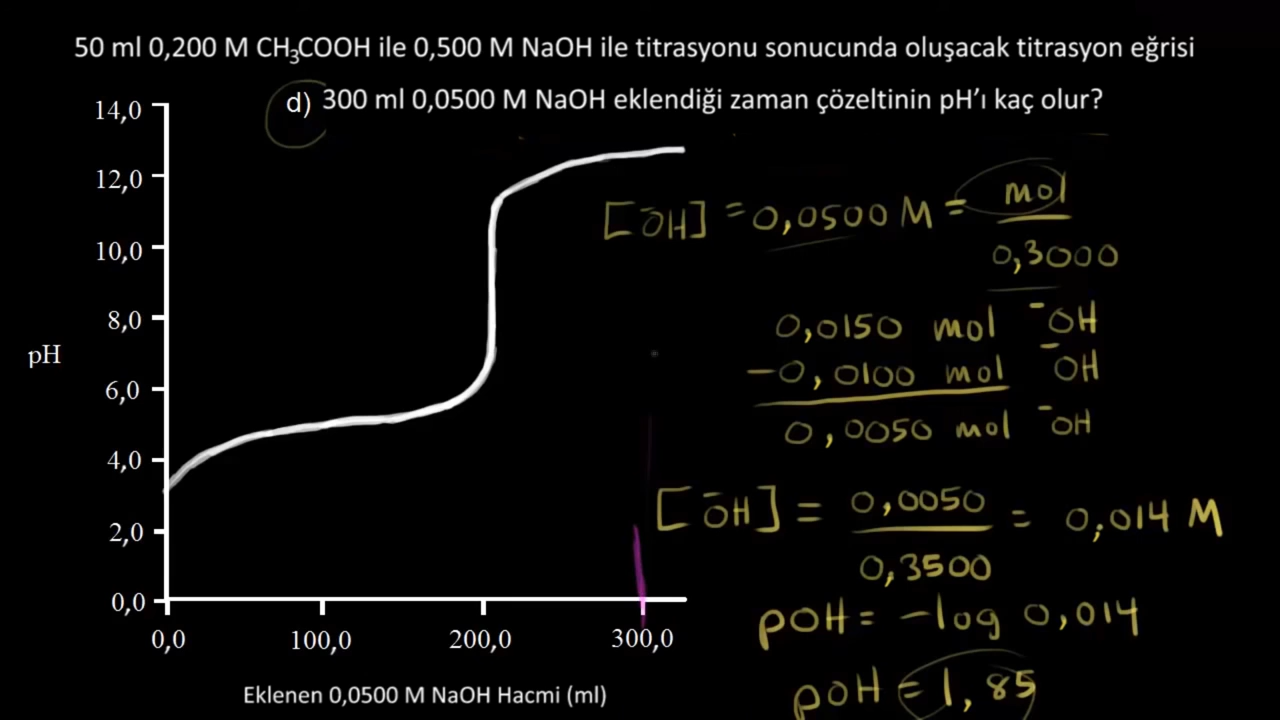 50 ml 0,200 M CH₃COOH ile 0,500 M NaOH ile titrasyonu sonucunda oluşacak titrasyon eğrisi
d) 300 ml 0,0500 M NaOH eklendiği zaman çözeltinin pH'ı kaç olur?
14,0
12,0
10,0
8,0
pH
6,0
4,0
2,0
0,0
0,0 100,0 200,0 300,0
Eklenen 0,0500 M NaOH Hacmi (ml)
[⁻OH] = 0,0500 M = mol / 0,3000
0,0150 mol ⁻OH
-0,0100 mol ⁻OH
0,0050 mol ⁻OH
[⁻OH] = 0,0050 / 0,3500 = 0,014 M
pOH = -log 0,014
pOH = 1,85